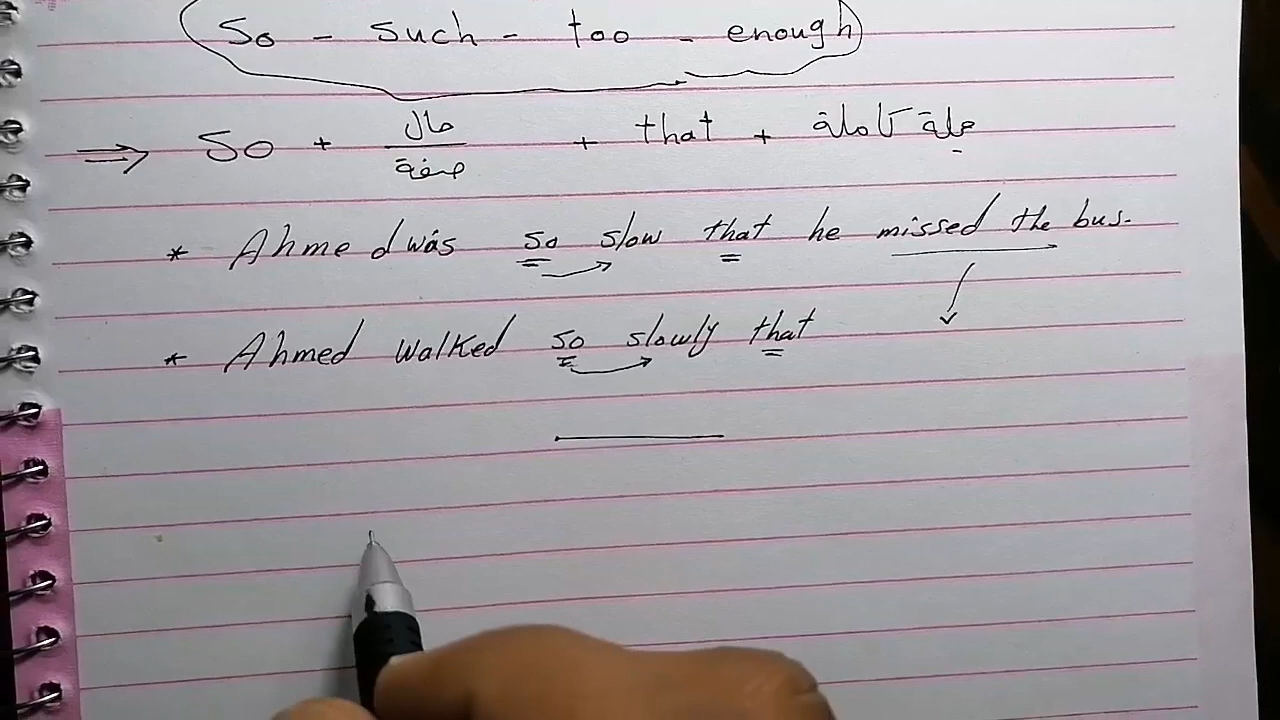 So - such - too - enough
⇒ So + حال / صفة + that + جملة كاملة
* Ahmed was so slow that he missed the bus.
* Ahmed walked so slowly that